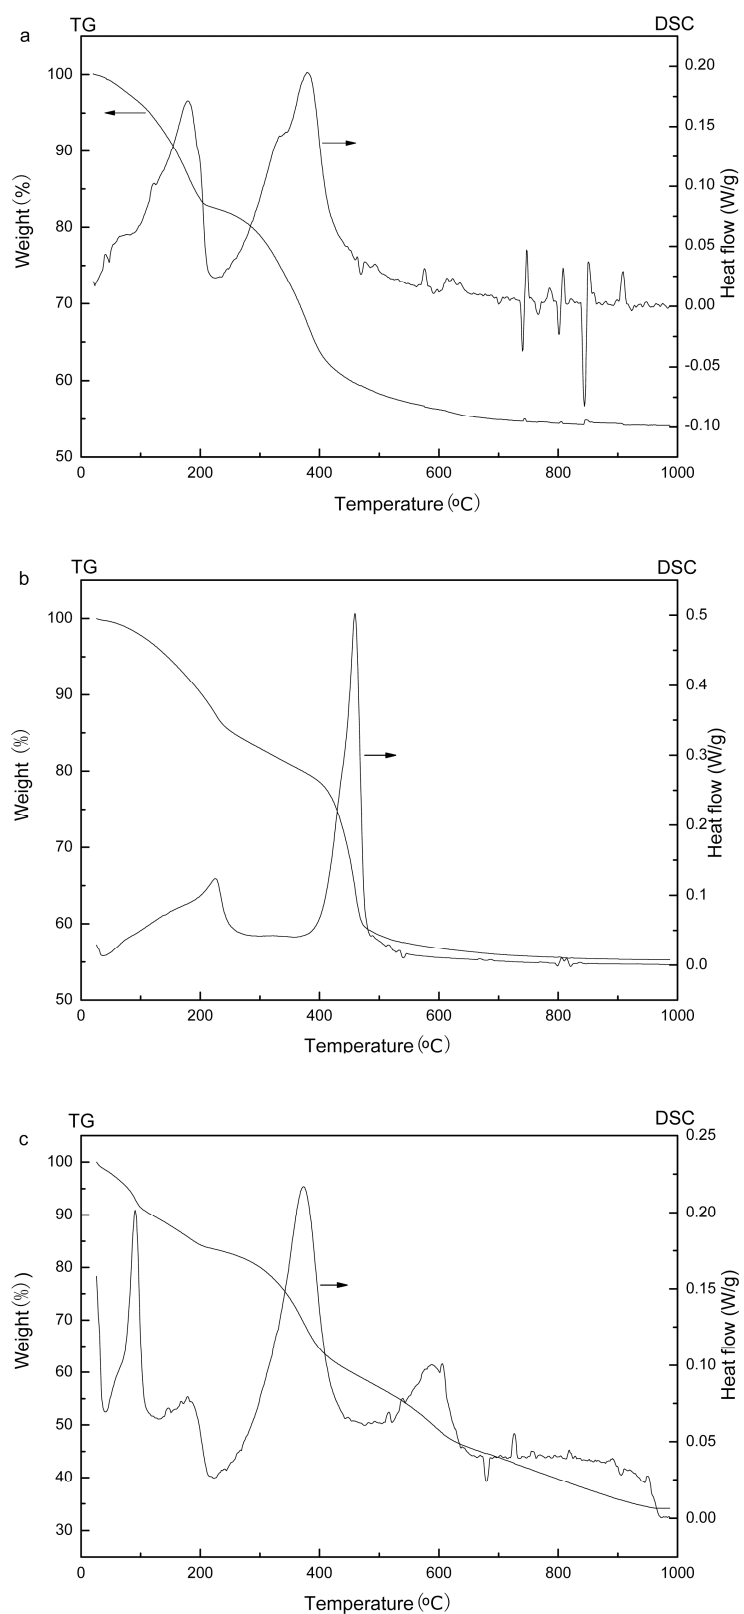 a
TG
DSC
100
90
80
70
60
50
Weight (%)
0.20
0.15
0.10
0.05
0.00
-0.05
-0.10
Heat flow (W/g)
0 200 400 600 800 1000
Temperature (oC)
b
TG
DSC
100
90
80
70
60
50
Weight (%)
0.5
0.4
0.3
0.2
0.1
0.0
Heat flow (W/g)
0 200 400 600 800 1000
Temperature (oC)
c
TG
DSC
100
90
80
70
60
50
40
30
Weight (%) )
0.25
0.20
0.15
0.10
0.05
0.00
Heat flow (W/g)
0 200 400 600 800 1000
Temperature (oC)